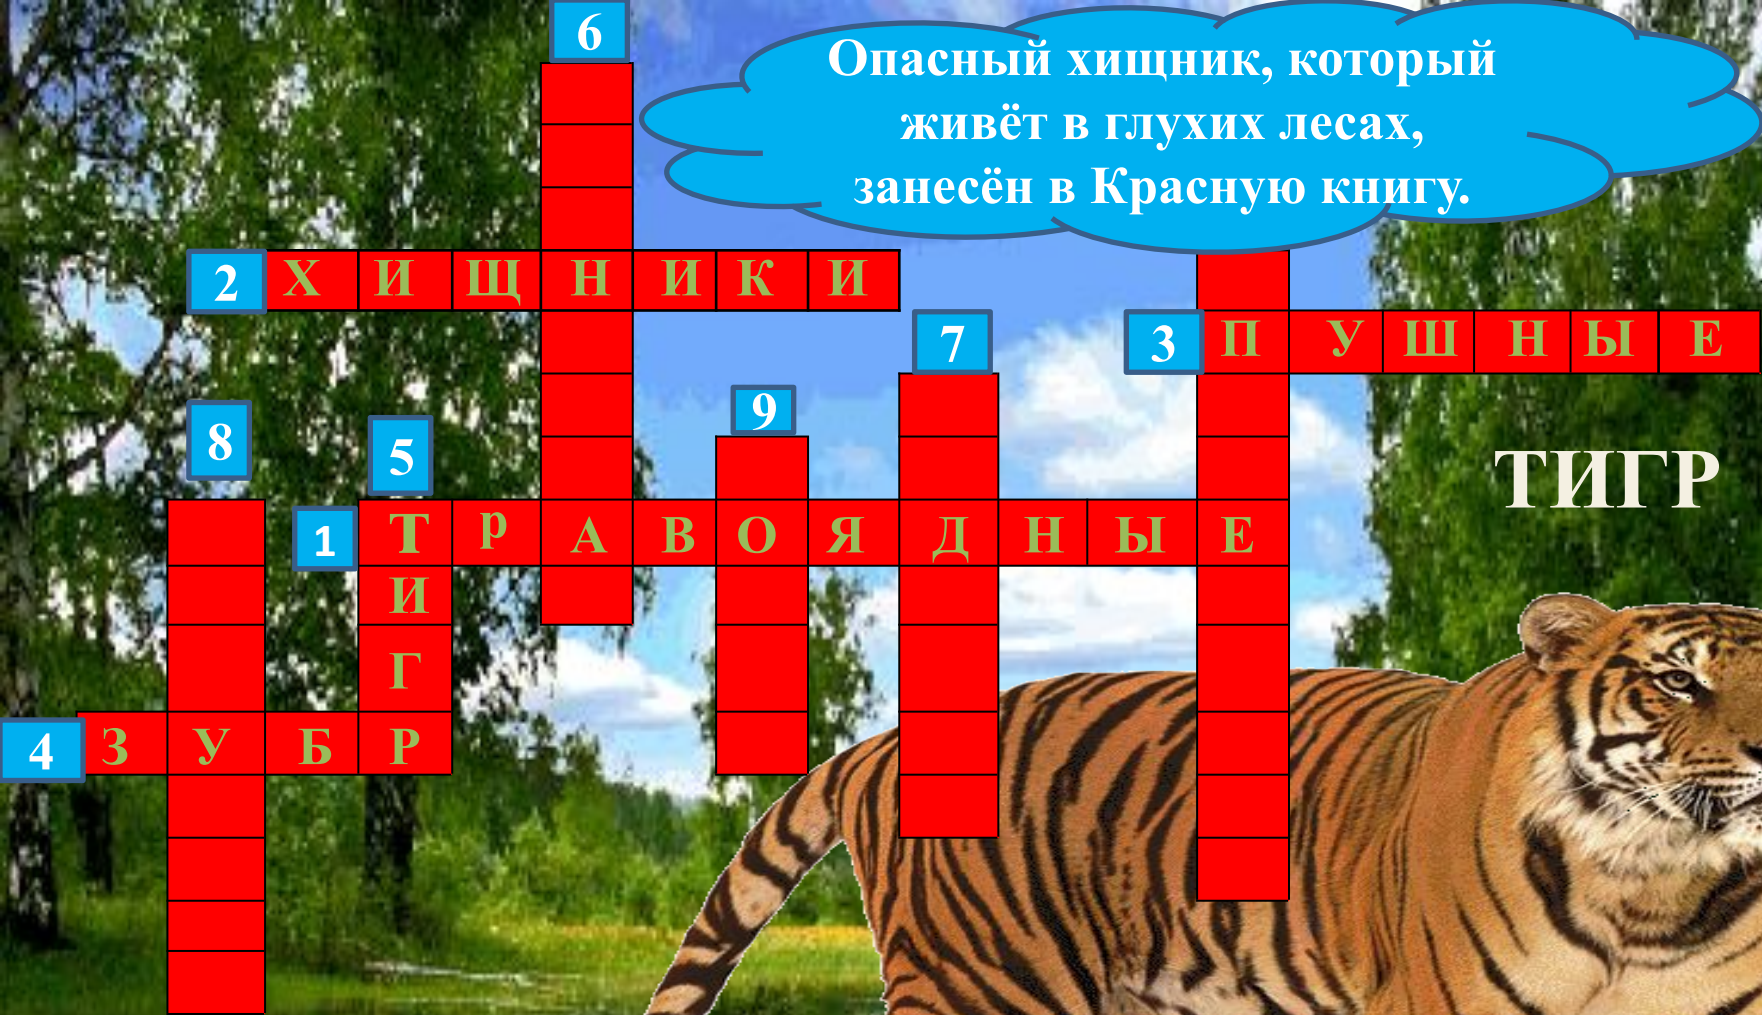 6
Опасный хищник, который
живёт в глухих лесах,
занесён в Красную книгу.
2 Х И Щ Н И К И
7
3 П У Ш Н Ы Е
9
8
5
ТИГР
1 Т р А В О Я Д Н Ы Е
И
Г
4 З У Б Р